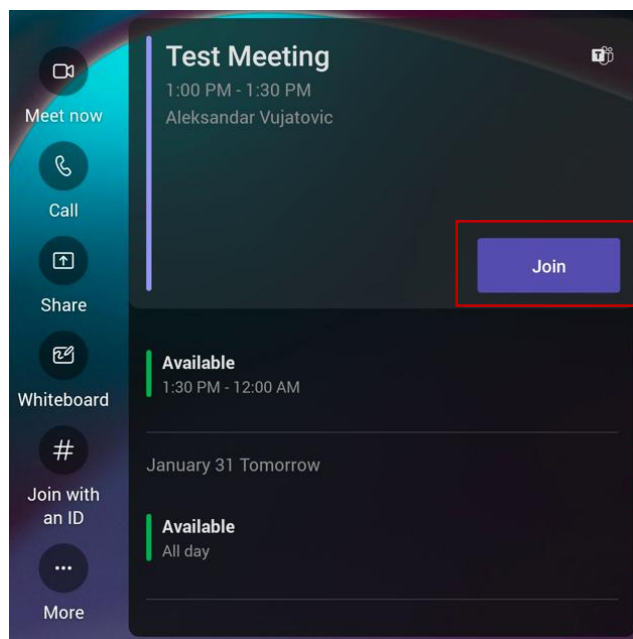 Meet now
Call
Share
Whiteboard
Join with
an ID
More
Test Meeting
1:00 PM - 1:30 PM
Aleksandar Vujatovic
Join
Available
1:30 PM - 12:00 AM
January 31 Tomorrow
Available
All day